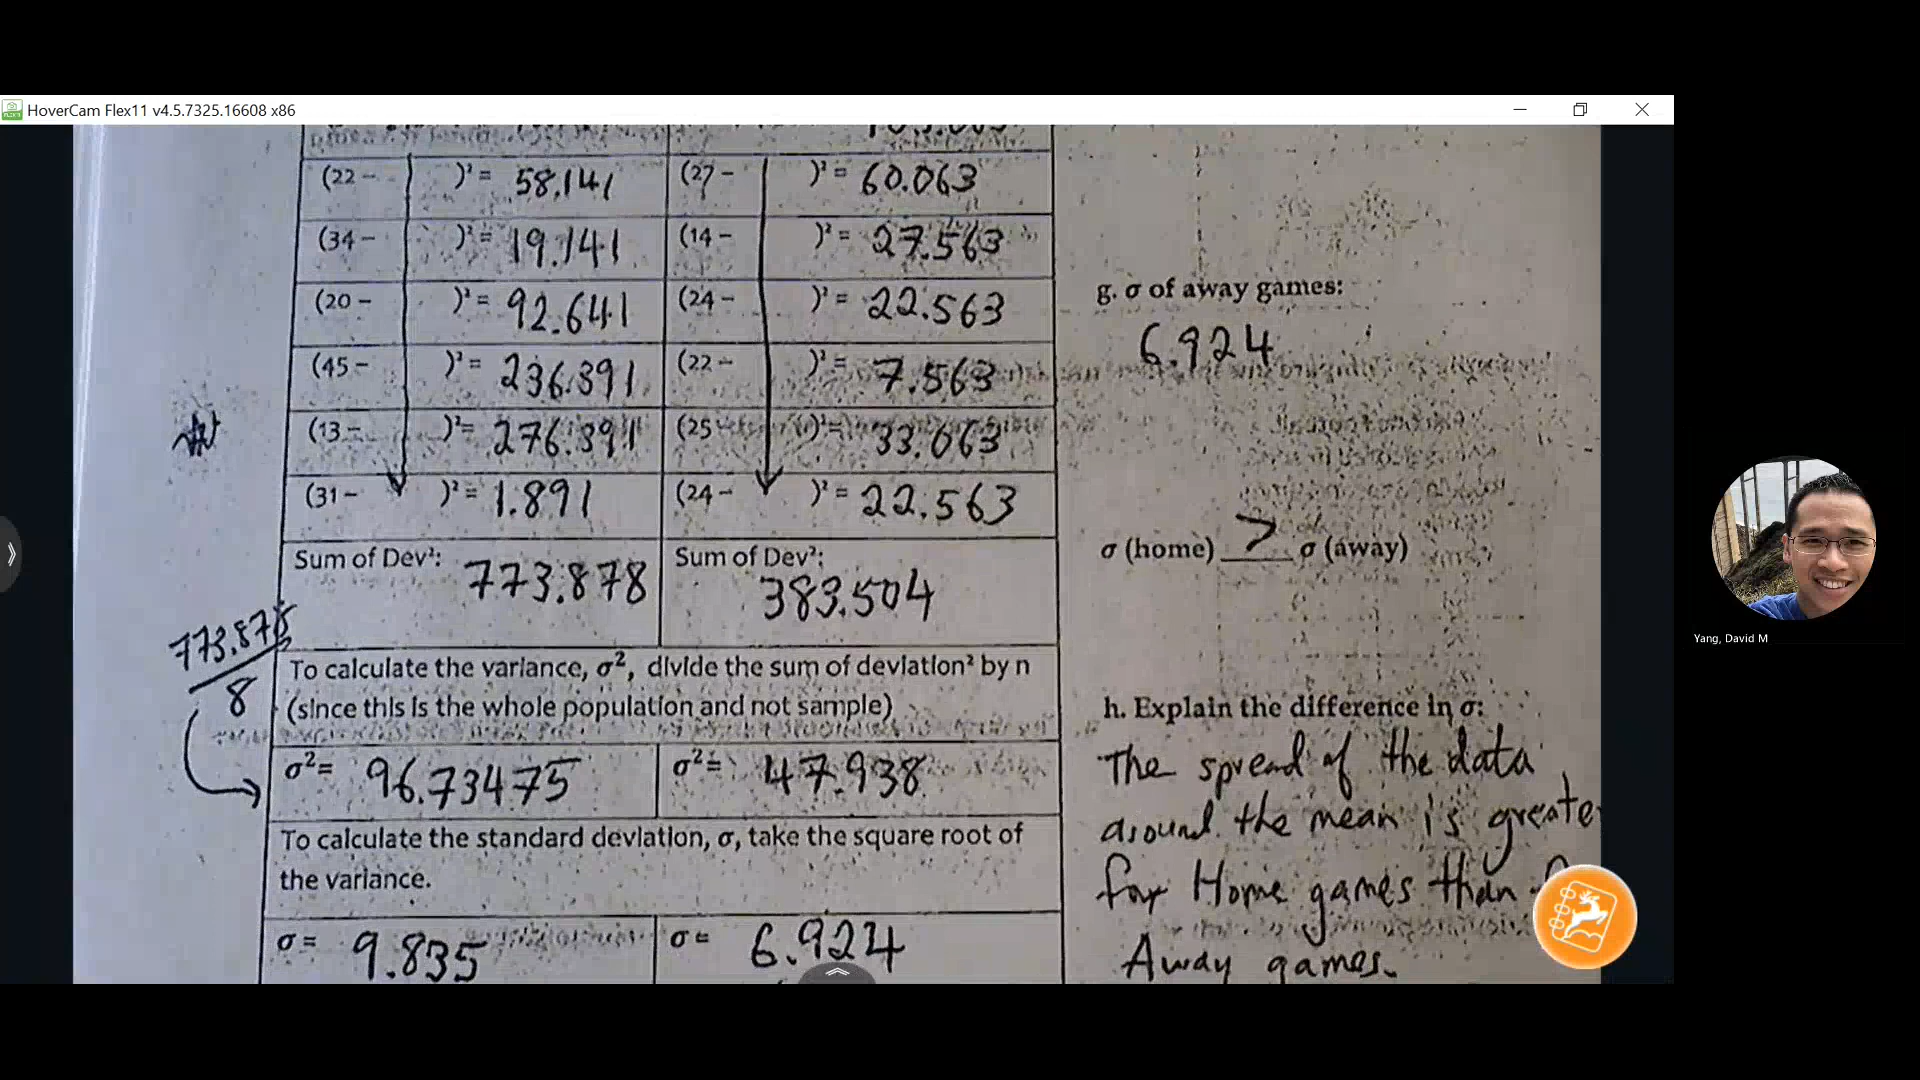 HoverCam Flex11 v4.5.7325.16608 x86
(22 – )² = 58.141 (27 – )² = 60.063
(34 – )² = 19.141 (14 – )² = 27.563
(20 – )² = 92.641 (24 – )² = 22.563
(45 – )² = 236.391 (22 – )² = 7.563
(13 – )² = 276.391 (25 – )² = 33.063
(31 – )² = 1.891 (24 – )² = 22.563
Sum of Dev²: 773.878 Sum of Dev²: 383.504
773.878
8
To calculate the variance, σ², divide the sum of deviation² by n
(since this is the whole population and not sample)
σ²= 96.73475 σ²= 47.938
To calculate the standard deviation, σ, take the square root of
the variance.
σ = 9.835 σ = 6.924
g. σ of away games:
6.924
σ (home) > σ (away)
h. Explain the difference in σ:
The spread of the data
around the mean is greate
for Home games than
Away games.
Yang, David M